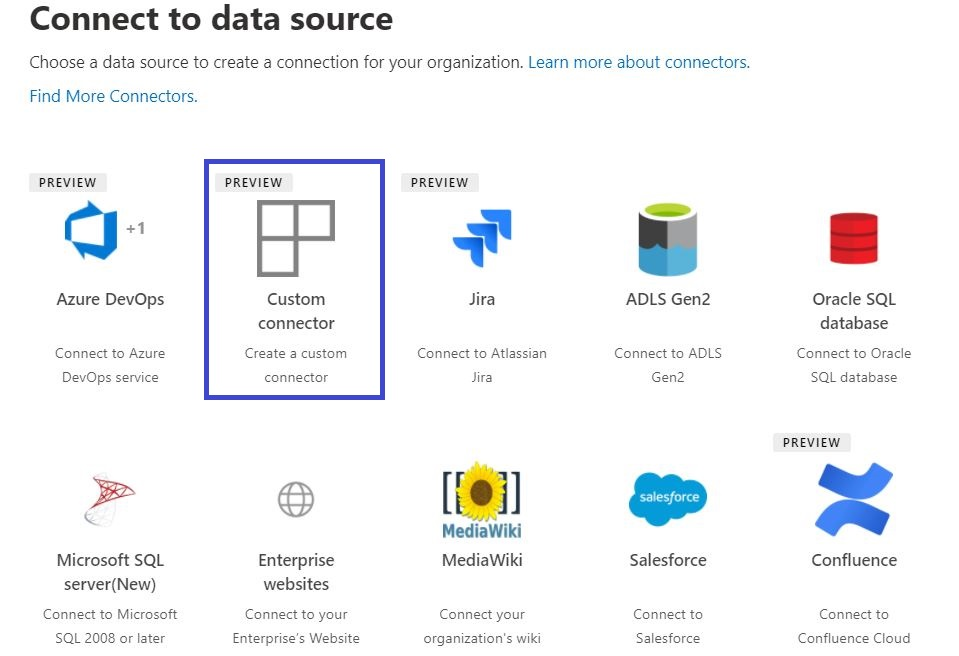 Connect to data source
Choose a data source to create a connection for your organization. Learn more about connectors.
Find More Connectors.
PREVIEW
+1
Azure DevOps
Connect to Azure
DevOps service
PREVIEW
Custom
connector
Create a custom
connector
PREVIEW
Jira
Connect to Atlassian
Jira
ADLS Gen2
Connect to ADLS
Gen2
Oracle SQL
database
Connect to Oracle
SQL database
Microsoft SQL
server(New)
Connect to Microsoft
SQL 2008 or later
Enterprise
websites
Connect to your
Enterprise's Website
[[ ]]
MediaWiki
MediaWiki
Connect your
organization's wiki
salesforce
Salesforce
Connect to
Salesforce
PREVIEW
Confluence
Connect to
Confluence Cloud